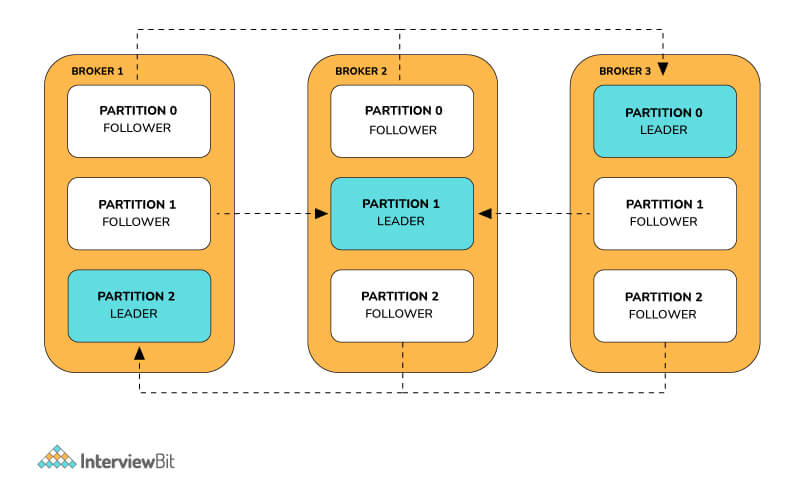 BROKER 1
PARTITION 0
FOLLOWER
PARTITION 1
FOLLOWER
PARTITION 2
LEADER
BROKER 2
PARTITION 0
FOLLOWER
PARTITION 1
LEADER
PARTITION 2
FOLLOWER
BROKER 3
PARTITION 0
LEADER
PARTITION 1
FOLLOWER
PARTITION 2
FOLLOWER
InterviewBit